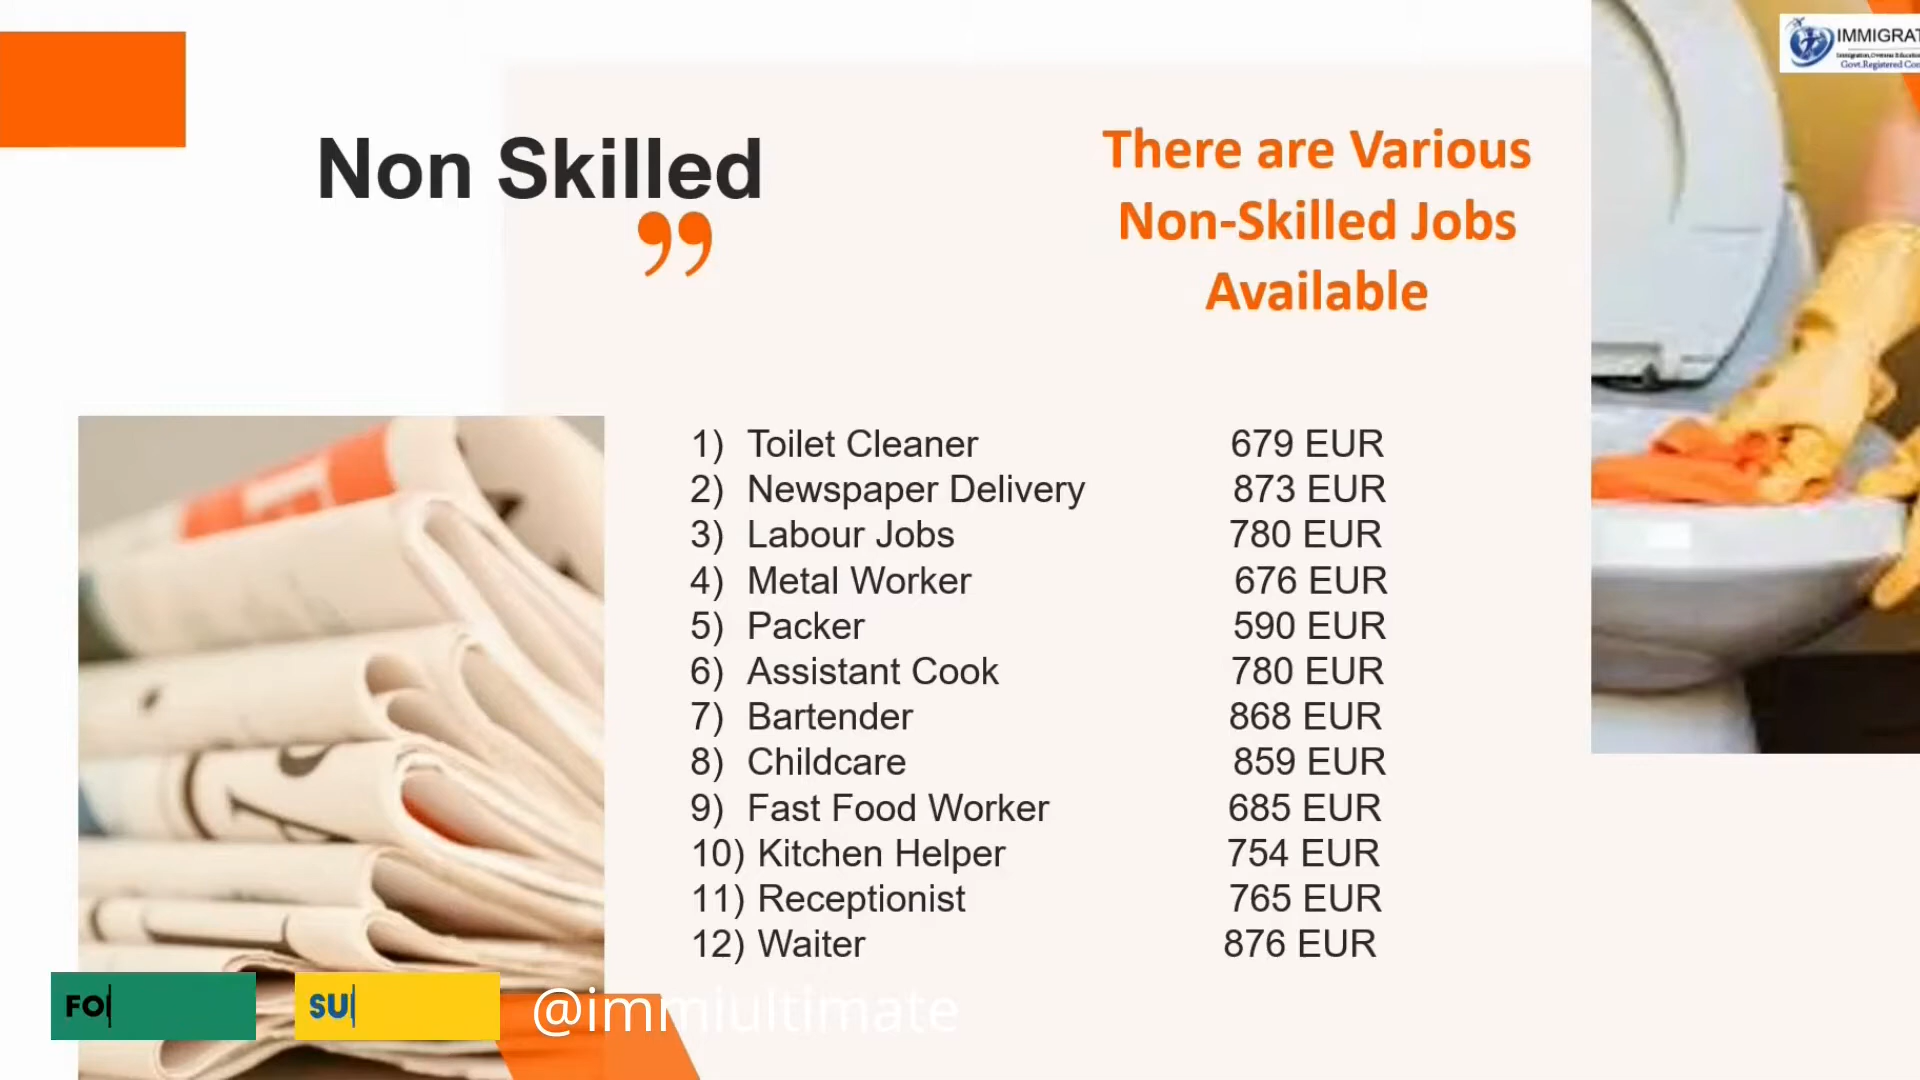 IMMIGRAT
Govt.Registered Con
Non Skilled
”
There are Various
Non-Skilled Jobs
Available
1) Toilet Cleaner 679 EUR
2) Newspaper Delivery 873 EUR
3) Labour Jobs 780 EUR
4) Metal Worker 676 EUR
5) Packer 590 EUR
6) Assistant Cook 780 EUR
7) Bartender 868 EUR
8) Childcare 859 EUR
9) Fast Food Worker 685 EUR
10) Kitchen Helper 754 EUR
11) Receptionist 765 EUR
12) Waiter 876 EUR
FO
SU
@immiultimate